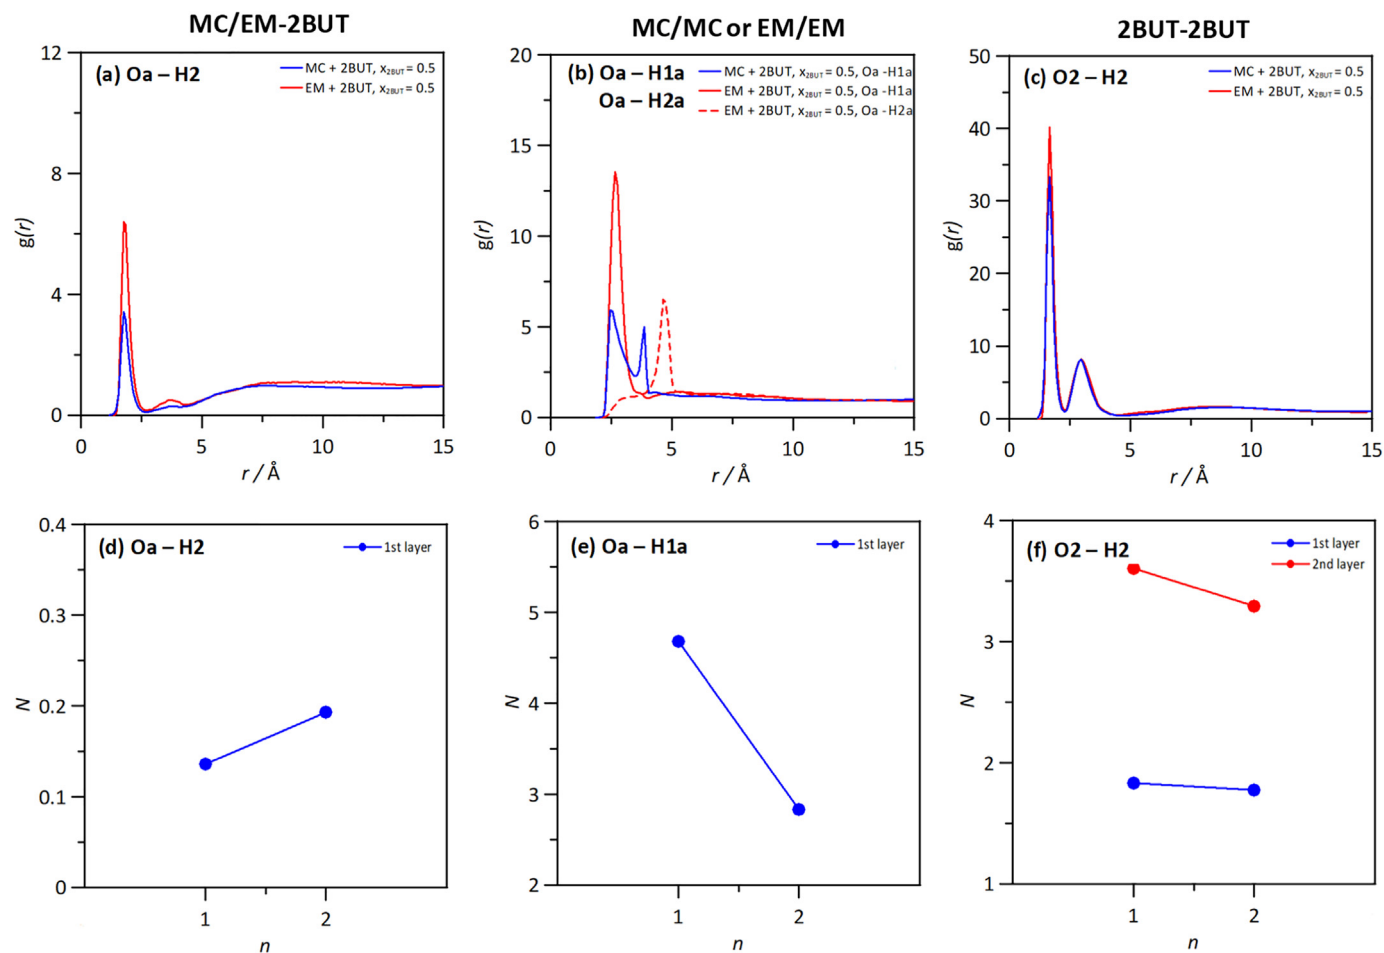 MC/EM-2BUT
MC/MC or EM/EM
2BUT-2BUT
(a) Oa – H2
MC + 2BUT, x2BUT = 0.5
EM + 2BUT, x2BUT = 0.5
12
8
4
0
g(r)
0 5 10 15
r / Å
(b) Oa – H1a
Oa – H2a
MC + 2BUT, x2BUT = 0.5, Oa -H1a
EM + 2BUT, x2BUT = 0.5, Oa -H1a
EM + 2BUT, x2BUT = 0.5, Oa -H2a
20
15
10
5
0
g(r)
0 5 10 15
r / Å
(c) O2 – H2
MC + 2BUT, x2BUT = 0.5
EM + 2BUT, x2BUT = 0.5
50
40
30
20
10
0
g(r)
0 5 10 15
r / Å
(d) Oa – H2
1st layer
0.4
0.3
0.2
0.1
0
N
1 2
n
(e) Oa – H1a
1st layer
6
5
4
3
2
N
1 2
n
(f) O2 – H2
1st layer
2nd layer
4
3
2
1
N
1 2
n